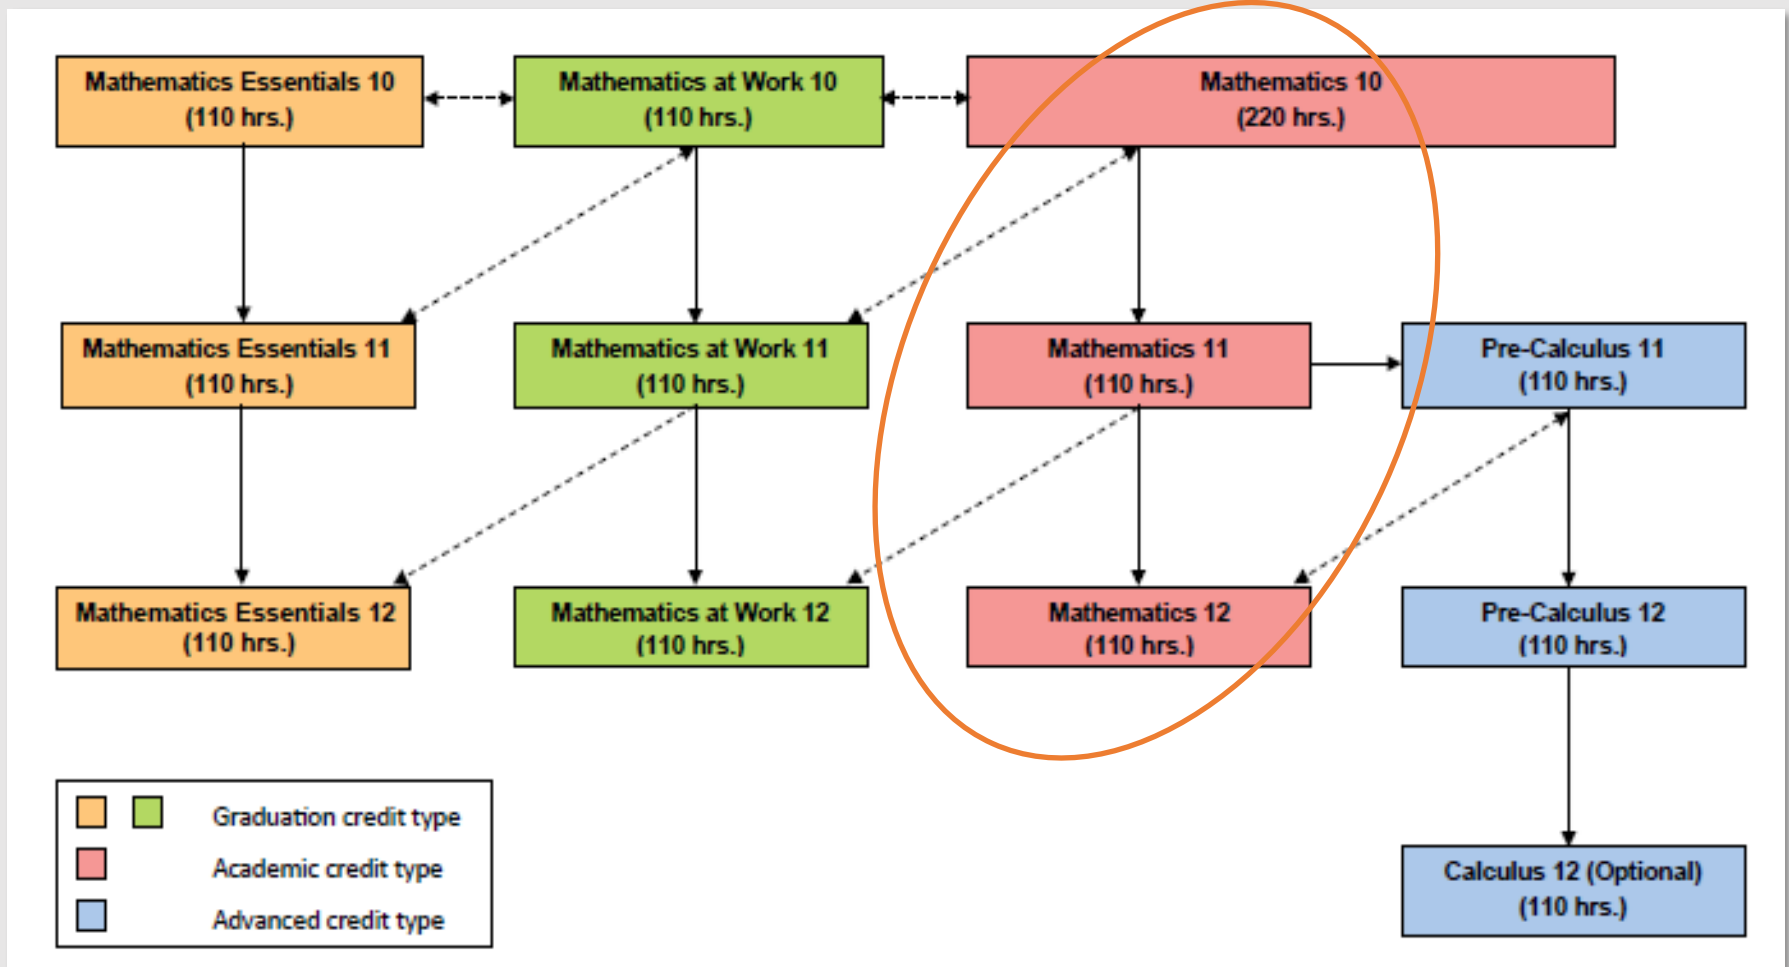 Mathematics Essentials 10
(110 hrs.)
Mathematics at Work 10
(110 hrs.)
Mathematics 10
(220 hrs.)
Mathematics Essentials 11
(110 hrs.)
Mathematics at Work 11
(110 hrs.)
Mathematics 11
(110 hrs.)
Pre-Calculus 11
(110 hrs.)
Mathematics Essentials 12
(110 hrs.)
Mathematics at Work 12
(110 hrs.)
Mathematics 12
(110 hrs.)
Pre-Calculus 12
(110 hrs.)
Calculus 12 (Optional)
(110 hrs.)
Graduation credit type
Academic credit type
Advanced credit type